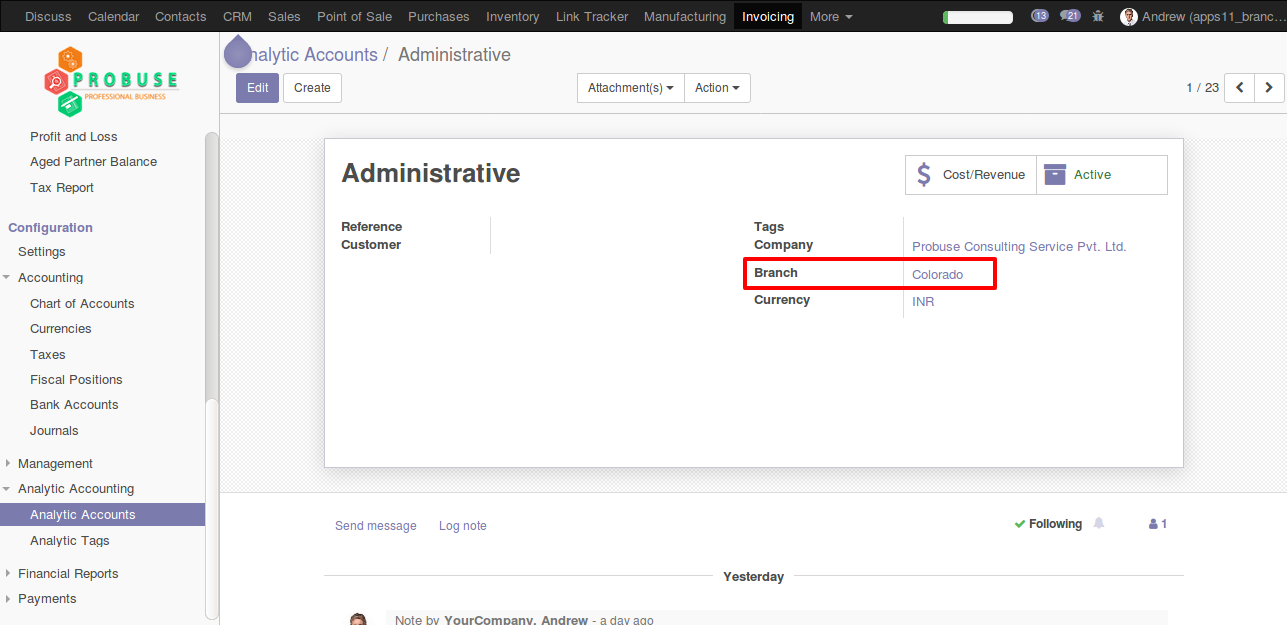 Discuss Calendar Contacts CRM Sales Point of Sale Purchases Inventory Link Tracker Manufacturing Invoicing More 13 21 Andrew (apps11_branc...
PROBUSE
PROFESSIONAL BUSINESS
nalytic Accounts / Administrative
Edit Create Attachment(s) Action 1 / 23
Profit and Loss
Aged Partner Balance
Tax Report
Configuration
Settings
Accounting
Chart of Accounts
Currencies
Taxes
Fiscal Positions
Bank Accounts
Journals
Management
Analytic Accounting
Analytic Accounts
Analytic Tags
Financial Reports
Payments
Administrative
$ Cost/Revenue Active
Reference
Customer
Tags
Company Probuse Consulting Service Pvt. Ltd.
Branch Colorado
Currency INR
Send message Log note Following 1
Yesterday
Note by YourCompany, Andrew - a day ago